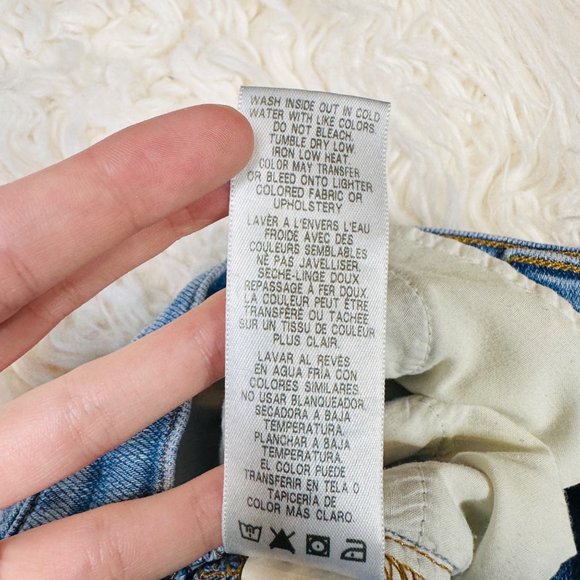 WASH INSIDE OUT IN COLD
WATER WITH LIKE COLORS.
DO NOT BLEACH.
TUMBLE DRY LOW
IRON LOW HEAT
COLOR MAY TRANSFER
OR BLEED ONTO LIGHTER
COLORED FABRIC OR
UPHOLSTERY
LAVÈR A L'ENVERS L'EAU
FROIDE AVEC DES
COULEURS SEMBLABLES
NE PAS JAVELLISER.
SÈCHE-LINGE DOUX.
REPASSAGE À FER DOUX.
LA COULEUR PEUT ÊTRE
TRANSFÉRÉ OU TACHÉE
SUR UN TISSU DE COULEUR
PLUS CLAIR.
LAVAR AL REVÉS
EN AGUA FRÍA CON
COLORES SIMILARES.
NO USAR BLANQUEADOR.
SECADORA A BAJA
TEMPERATURA.
PLANCHAR A BAJA
TEMPERATURA.
EL COLOR PUEDE
TRANSFERIR EN TELA O
TAPICERÍA DE
COLOR MÁS CLARO.